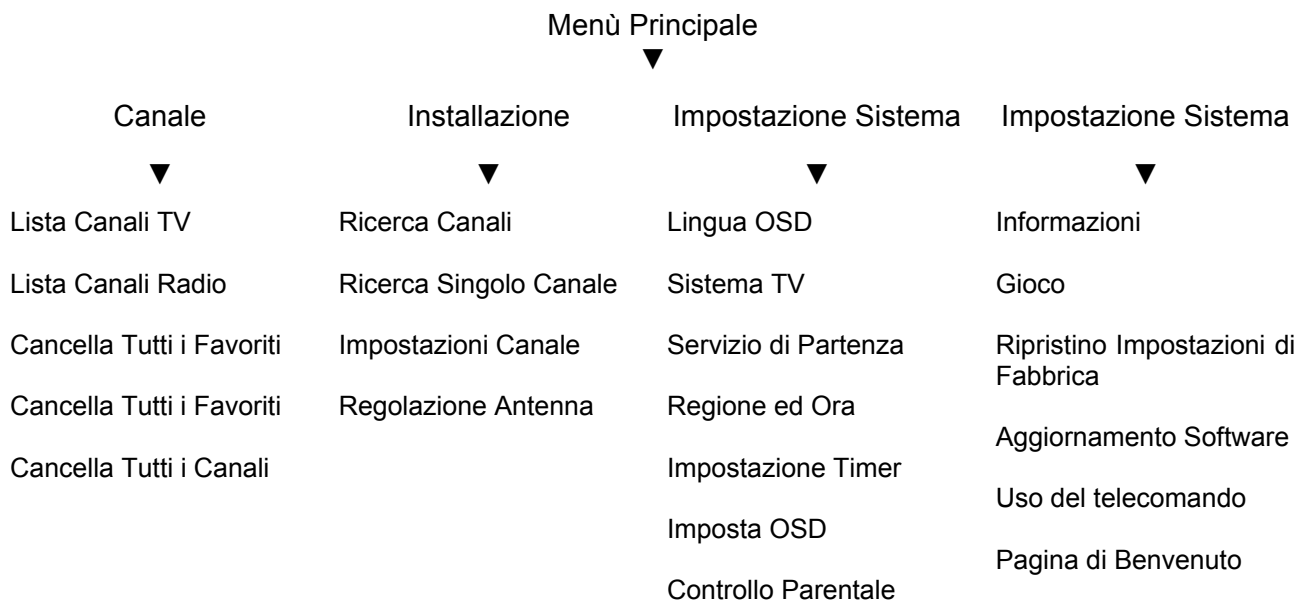 Menù Principale
▼
Canale
Installazione
Impostazione Sistema
Impostazione Sistema
▼
▼
▼
▼
Lista Canali TV
Lista Canali Radio
Cancella Tutti i Favoriti
Cancella Tutti i Favoriti
Cancella Tutti i Canali
Ricerca Canali
Ricerca Singolo Canale
Impostazioni Canale
Regolazione Antenna
Lingua OSD
Sistema TV
Servizio di Partenza
Regione ed Ora
Impostazione Timer
Imposta OSD
Controllo Parentale
Informazioni
Gioco
Ripristino Impostazioni di
Fabbrica
Aggiornamento Software
Uso del telecomando
Pagina di Benvenuto